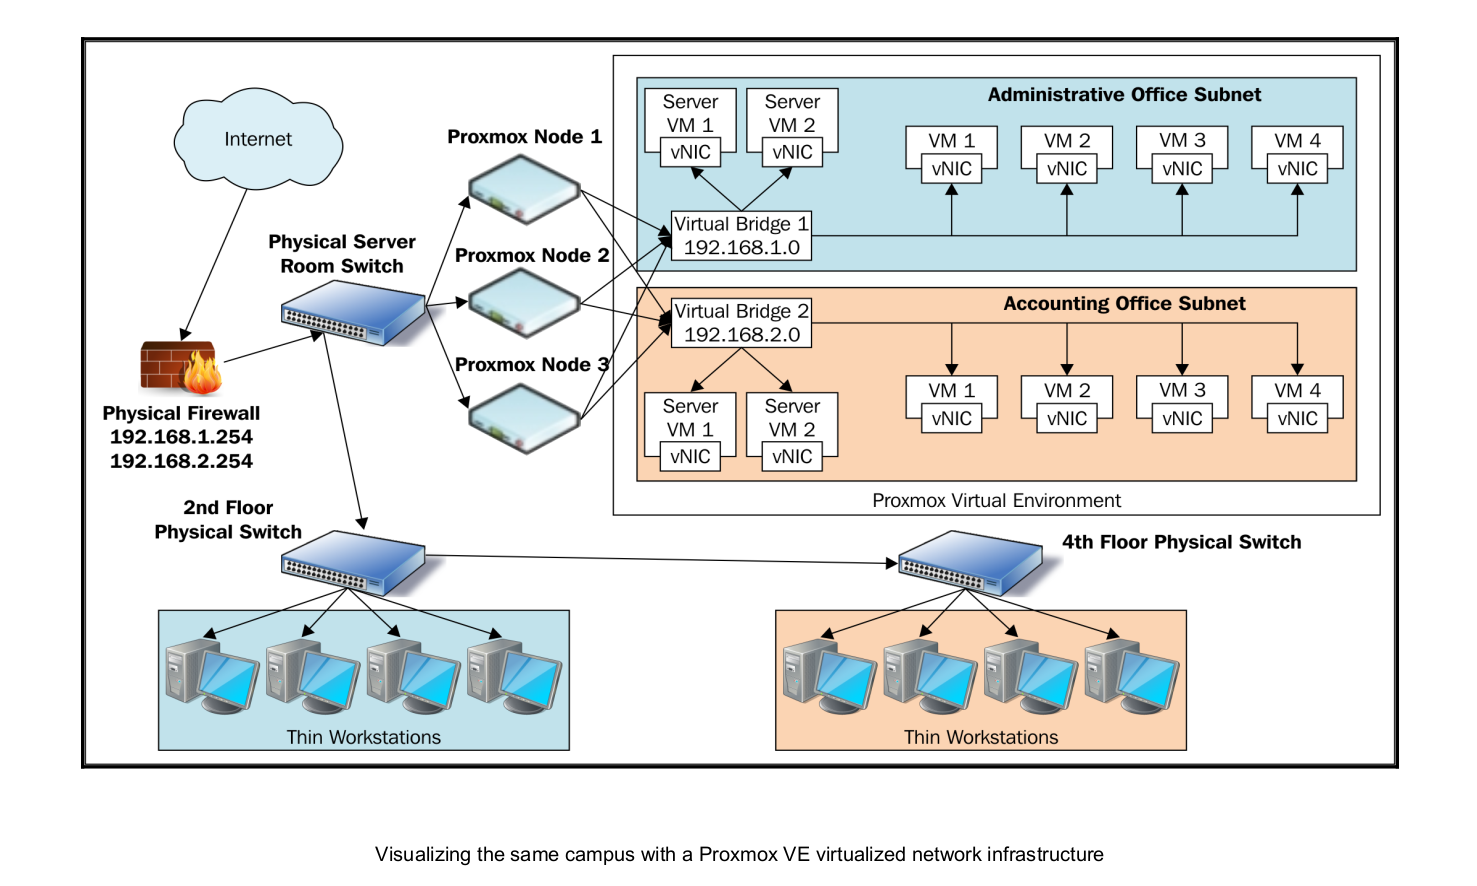 Internet
Physical Firewall
192.168.1.254
192.168.2.254
Physical Server
Room Switch
Proxmox Node 1
Proxmox Node 2
Proxmox Node 3
Administrative Office Subnet
Server
VM 1
vNIC
Server
VM 2
vNIC
VM 1
vNIC
VM 2
vNIC
VM 3
vNIC
VM 4
vNIC
Virtual Bridge 1
192.168.1.0
Accounting Office Subnet
Virtual Bridge 2
192.168.2.0
VM 1
vNIC
VM 2
vNIC
VM 3
vNIC
VM 4
vNIC
Server
VM 1
vNIC
Server
VM 2
vNIC
Proxmox Virtual Environment
2nd Floor
Physical Switch
4th Floor Physical Switch
Thin Workstations
Thin Workstations
Visualizing the same campus with a Proxmox VE virtualized network infrastructure